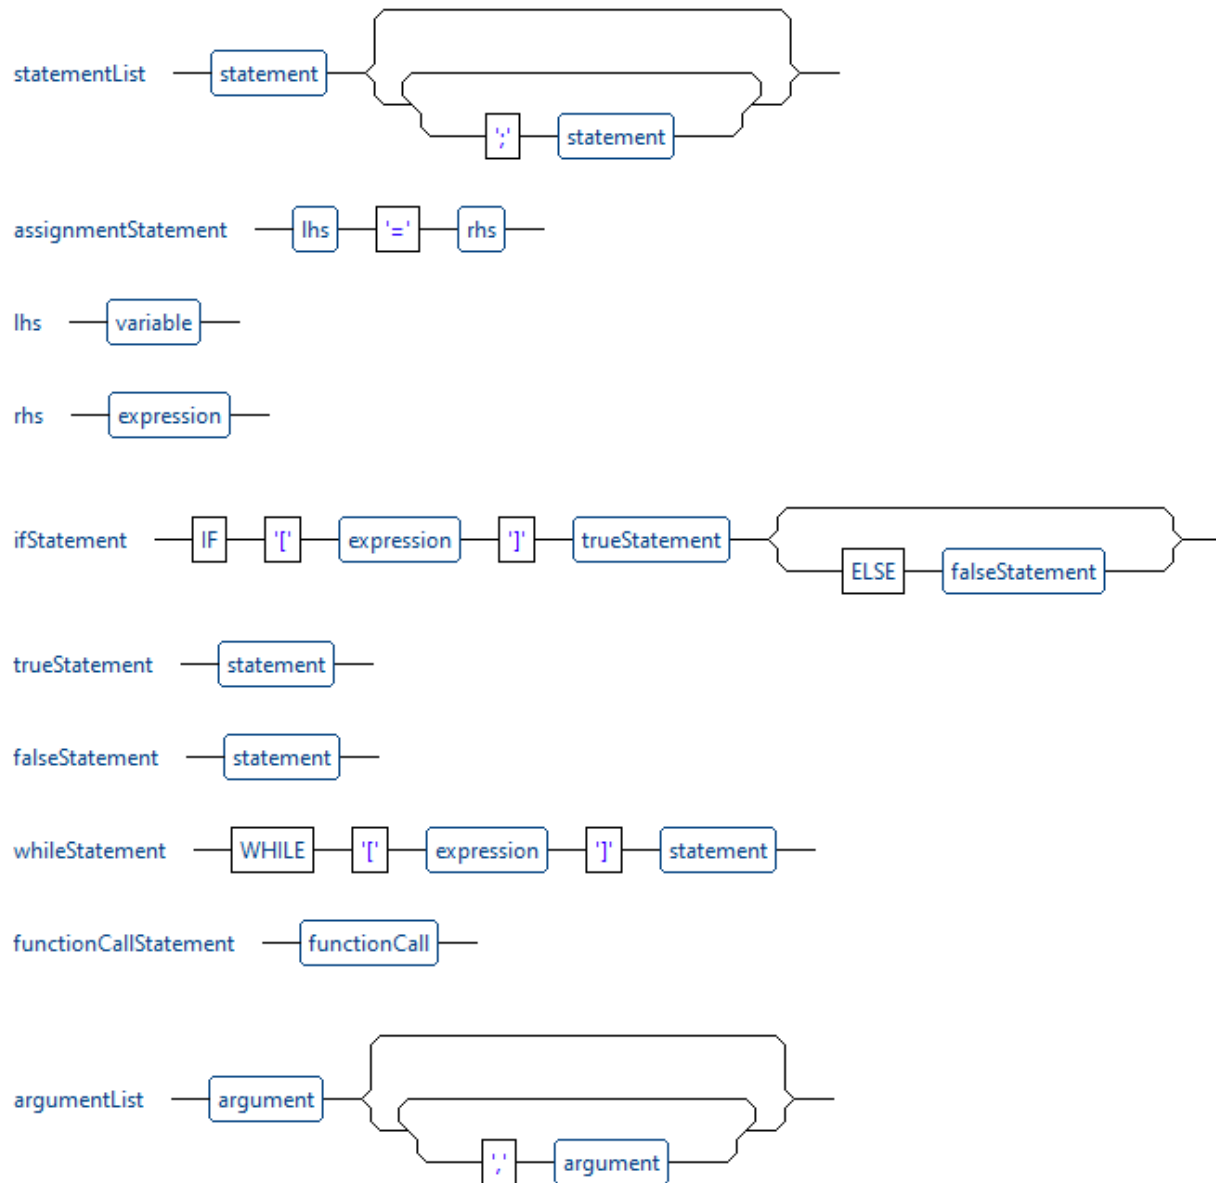 statementList statement
';' statement
assignmentStatement lhs '=' rhs
lhs variable
rhs expression
ifStatement IF '[' expression ']' trueStatement
ELSE falseStatement
trueStatement statement
falseStatement statement
whileStatement WHILE '[' expression ']' statement
functionCallStatement functionCall
argumentList argument
',' argument